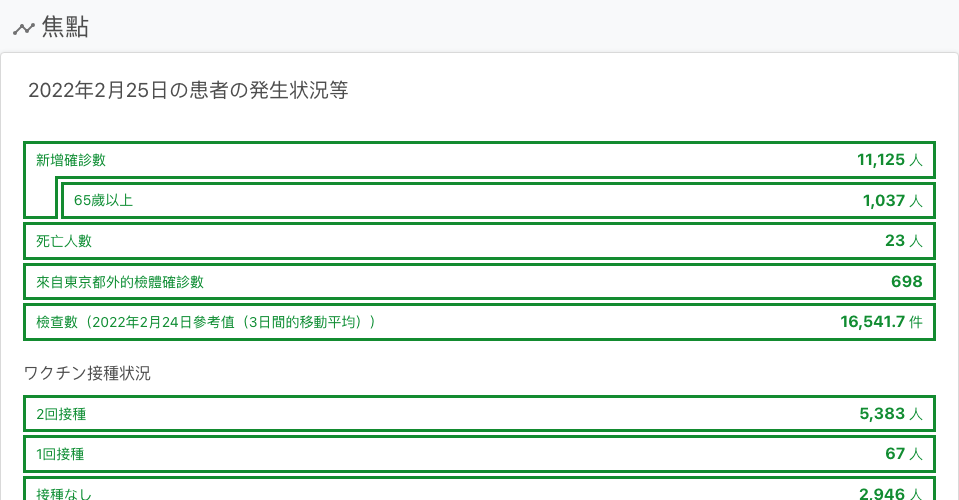 焦點
2022年2月25日の患者の発生状況等
新增確診數 11,125 人
65歲以上 1,037 人
死亡人數 23 人
來自東京都外的檢體確診數 698
檢查數（2022年2月24日參考值（3日間的移動平均）） 16,541.7 件
ワクチン接種状況
2回接種 5,383 人
1回接種 67 人
接種なし 2,946 人